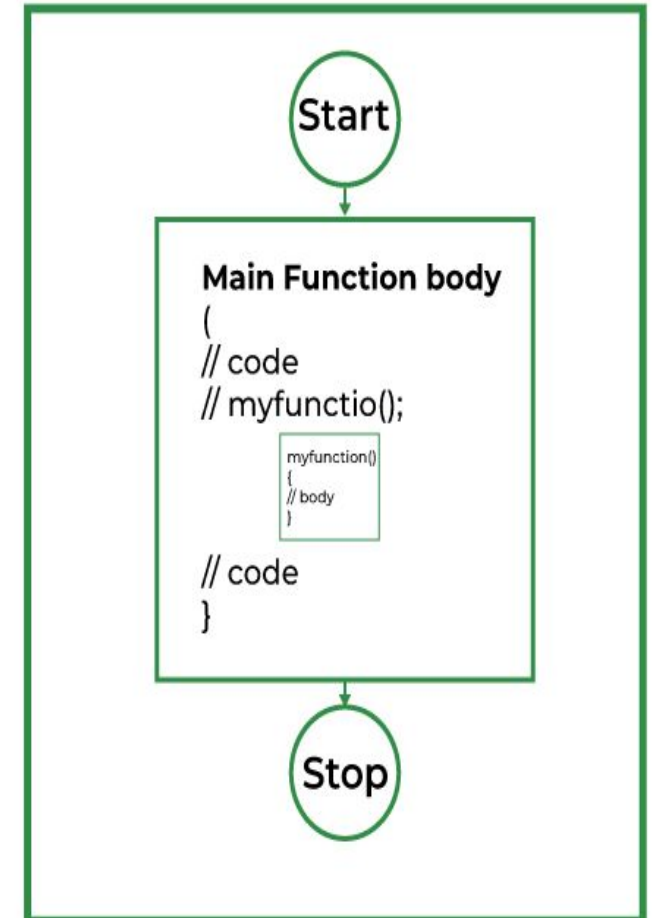 Start
Main Function body
(
// code
// myfunctio();
myfunction()
{
// body
}
// code
}
Stop